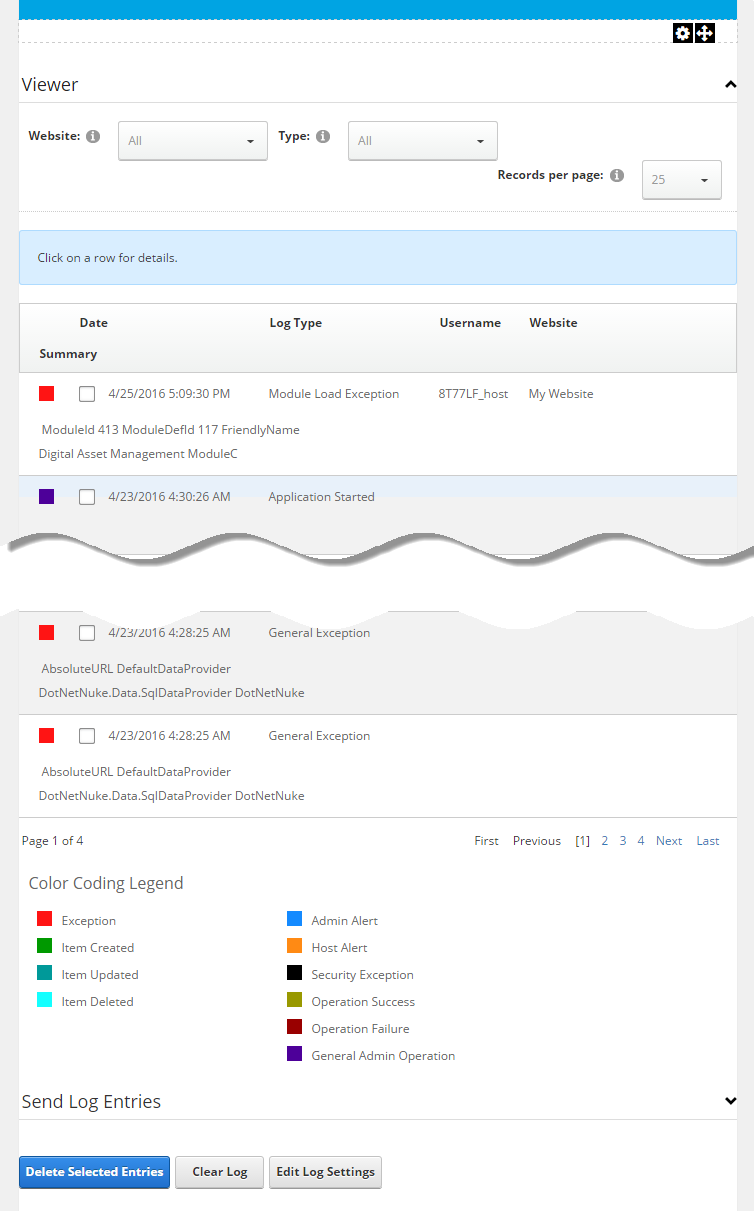 Viewer
Website: All Type: All
Records per page: 25
Click on a row for details.
Date Log Type Username Website
Summary
4/25/2016 5:09:30 PM Module Load Exception 8T77LF_host My Website
ModuleId 413 ModuleDefId 117 FriendlyName
Digital Asset Management ModuleC
4/23/2016 4:30:26 AM Application Started
4/23/2016 4:28:25 AM General Exception
AbsoluteURL DefaultDataProvider
DotNetNuke.Data.SqlDataProvider DotNetNuke
4/23/2016 4:28:25 AM General Exception
AbsoluteURL DefaultDataProvider
DotNetNuke.Data.SqlDataProvider DotNetNuke
Page 1 of 4 First Previous [1] 2 3 4 Next Last
Color Coding Legend
Exception Admin Alert
Item Created Host Alert
Item Updated Security Exception
Item Deleted Operation Success
Operation Failure
General Admin Operation
Send Log Entries
Delete Selected Entries Clear Log Edit Log Settings